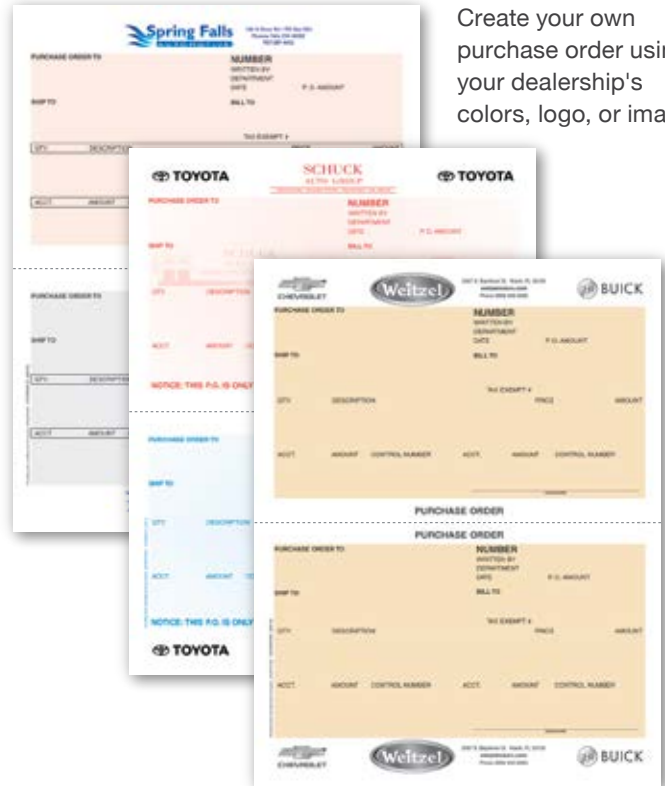 Create your own
purchase order usin
your dealership's
colors, logo, or ima
Spring Falls
AUTOMOTIVE
PURCHASE ORDER TO
NUMBER
WRITTEN BY
DEPARTMENT
DATE P. O. AMOUNT
SHIP TO
BILL TO
TAX EXEMPT #
QTY. DESCRIPTION PRICE AMOUNT
ACCT. AMOUNT
PURCHASE ORDER TO
SHIP TO
QTY. DESCRIPTION
ACCT. AMOUNT
TOYOTA
SCHUCK
AUTO GROUP
TOYOTA
PURCHASE ORDER TO
NUMBER
WRITTEN BY
DEPARTMENT
DATE P. O. AMOUNT
SHIP TO
BILL TO
QTY. DESCRIPTION
ACCT. AMOUNT
NOTICE: THIS P.O. IS ONLY
PURCHASE ORDER TO
SHIP TO
QTY. DESCRIPTION
ACCT. AMOUNT
NOTICE: THIS P.O. IS ONLY
TOYOTA
CHEVROLET
Weitzel
BUICK
PURCHASE ORDER TO
NUMBER
WRITTEN BY
DEPARTMENT
DATE P. O. AMOUNT
SHIP TO
BILL TO
TAX EXEMPT #
QTY. DESCRIPTION PRICE AMOUNT
ACCT. AMOUNT CONTROL NUMBER ACCT. AMOUNT CONTROL NUMBER
PURCHASE ORDER
PURCHASE ORDER
PURCHASE ORDER TO
NUMBER
WRITTEN BY
DEPARTMENT
DATE P. O. AMOUNT
SHIP TO
BILL TO
TAX EXEMPT #
QTY. DESCRIPTION PRICE AMOUNT
ACCT. AMOUNT CONTROL NUMBER ACCT. AMOUNT CONTROL NUMBER
CHEVROLET
Weitzel
BUICK